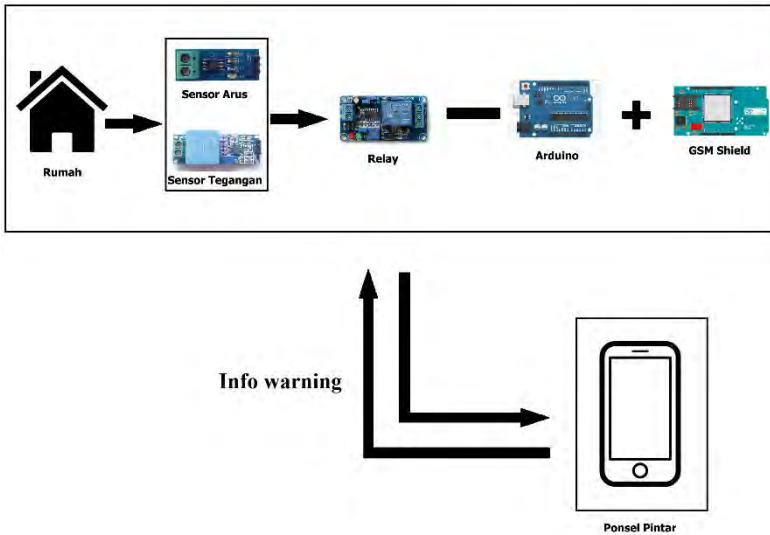 Sensor Arus
Rumah
Sensor Tegangan
Relay
Arduino
GSM Shield
Info warning
Ponsel Pintar